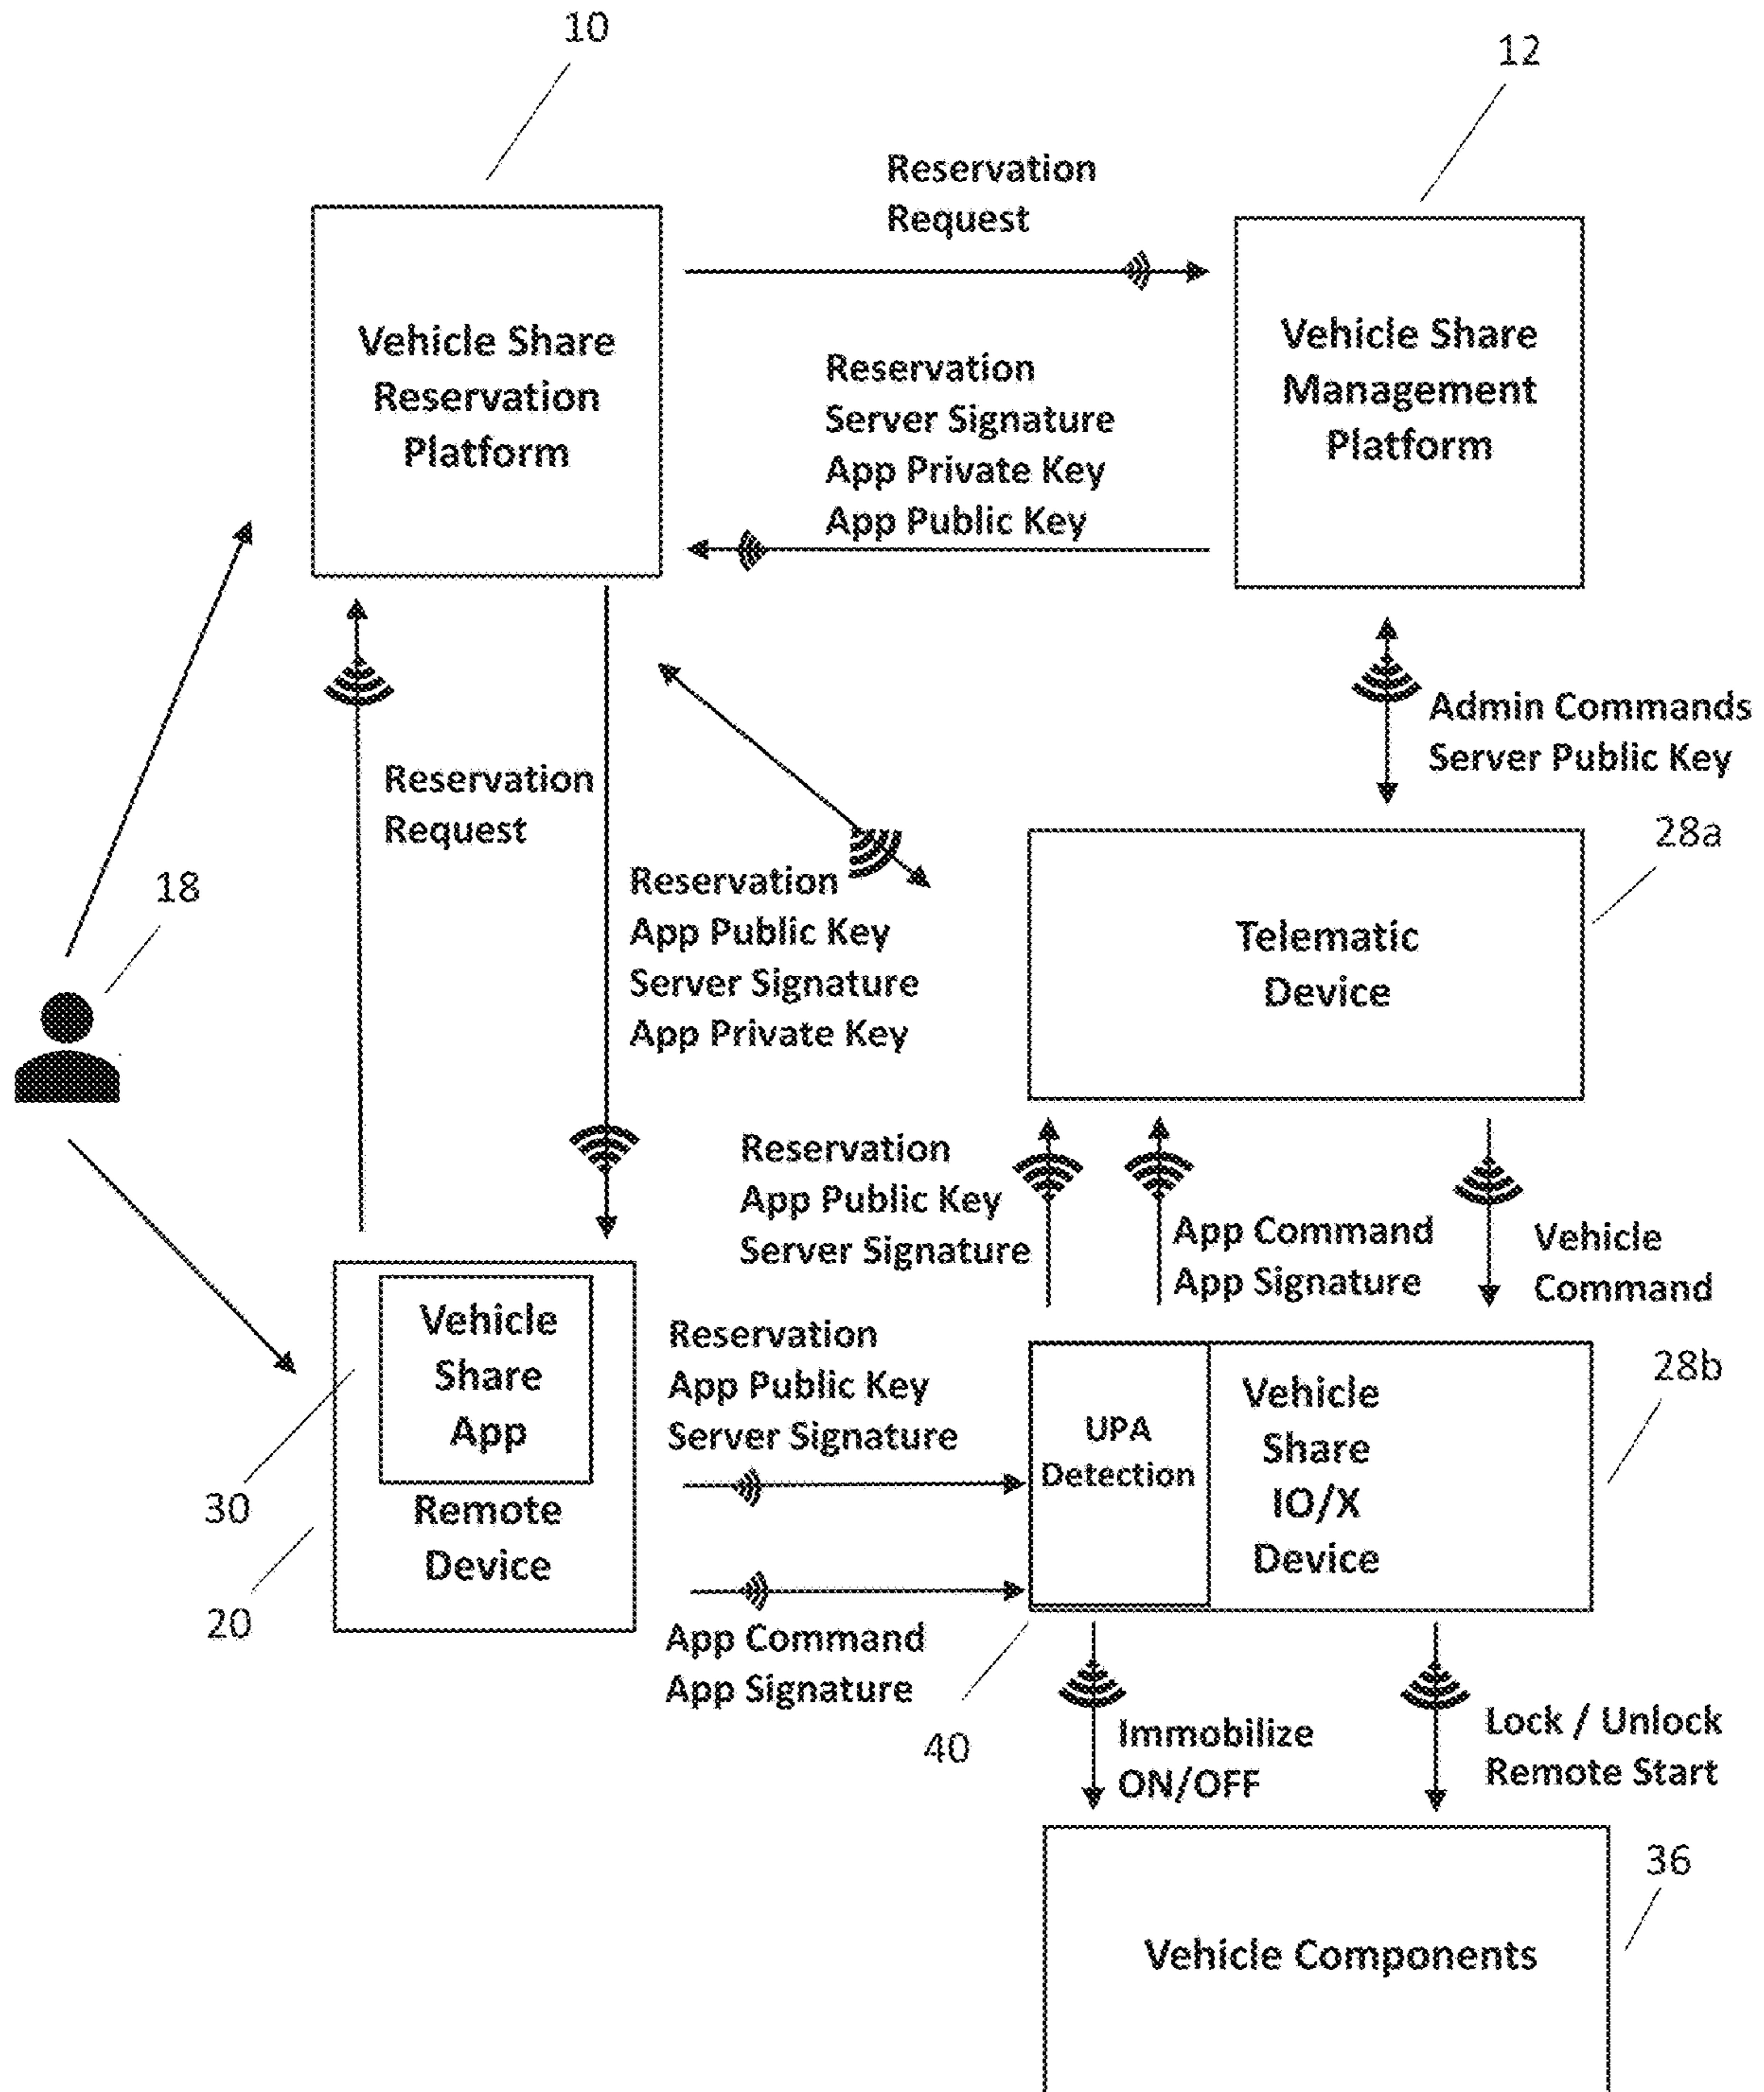 10
12
Reservation
Request
Vehicle Share
Reservation
Platform
Vehicle Share
Management
Platform
Reservation
Server Signature
App Private Key
App Public Key
Admin Commands
Server Public Key
Reservation
Request
28a
18
Reservation
App Public Key
Server Signature
App Private Key
Telematic
Device
Reservation
App Public Key
Server Signature
App Command
App Signature
Vehicle
Command
Vehicle
Share
App
Remote
Device
30
20
Reservation
App Public Key
Server Signature
App Command
App Signature
UPA
Detection
Vehicle
Share
IO/X
Device
28b
40
Immobilize
ON/OFF
Lock / Unlock
Remote Start
36
Vehicle Components